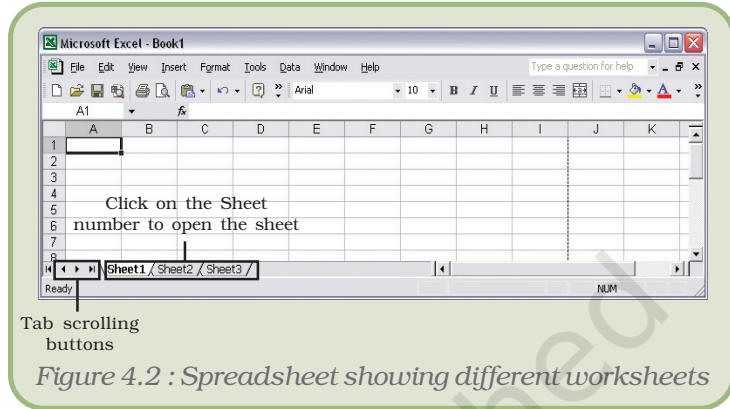 Microsoft Excel - Book1
File Edit View Insert Format Tools Data Window Help Type a question for help
Arial 10 B I U
A1 fx
A B C D E F G H I J K
1
2
3
4
5
6
7
8
Click on the Sheet
number to open the sheet
Sheet1 / Sheet2 / Sheet3 /
Ready NUM
Tab scrolling
buttons
Figure 4.2 : Spreadsheet showing different worksheets